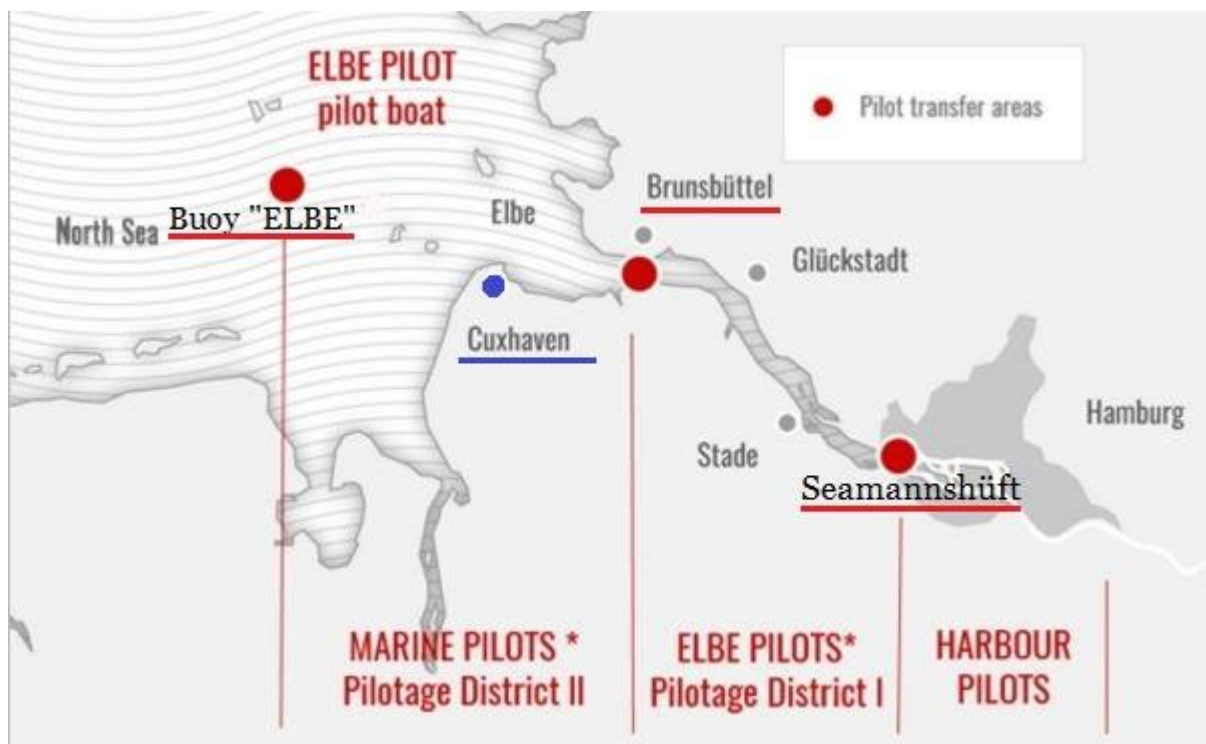 ELBE PILOT
pilot boat
Pilot transfer areas
Brunsbüttel
North Sea
Buoy "ELBE"
Elbe
Glückstadt
Cuxhaven
Hamburg
Stade
Seamannshüft
MARINE PILOTS *
Pilotage District II
ELBE PILOTS*
Pilotage District I
HARBOUR
PILOTS